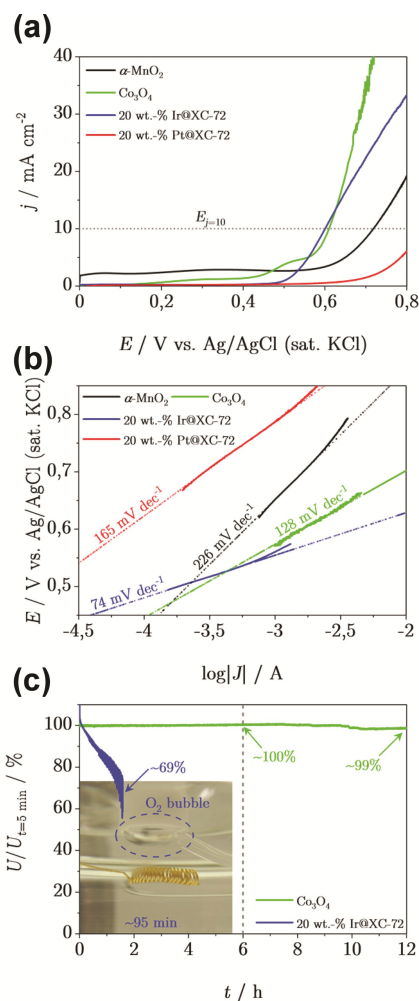 (a)
α-MnO₂
Co₃O₄
20 wt.-% Ir@XC-72
20 wt.-% Pt@XC-72
E_{j=10}
j / mA cm⁻²
40
30
20
10
0
0 0,2 0,4 0,6 0,8
E / V vs. Ag/AgCl (sat. KCl)
(b)
α-MnO₂ Co₃O₄
20 wt.-% Ir@XC-72
20 wt.-% Pt@XC-72
E / V vs. Ag/AgCl (sat. KCl)
0,8
0,7
0,6
0,5
165 mV dec⁻¹
226 mV dec⁻¹
128 mV dec⁻¹
74 mV dec⁻¹
-4,5 -4 -3,5 -3 -2,5 -2
log|J| / A
(c)
U/U_{t=5 min} / %
120
100
80
60
40
20
0
~69%
~100%
~99%
O₂ bubble
~95 min
Co₃O₄
20 wt.-% Ir@XC-72
0 2 4 6 8 10 12
t / h